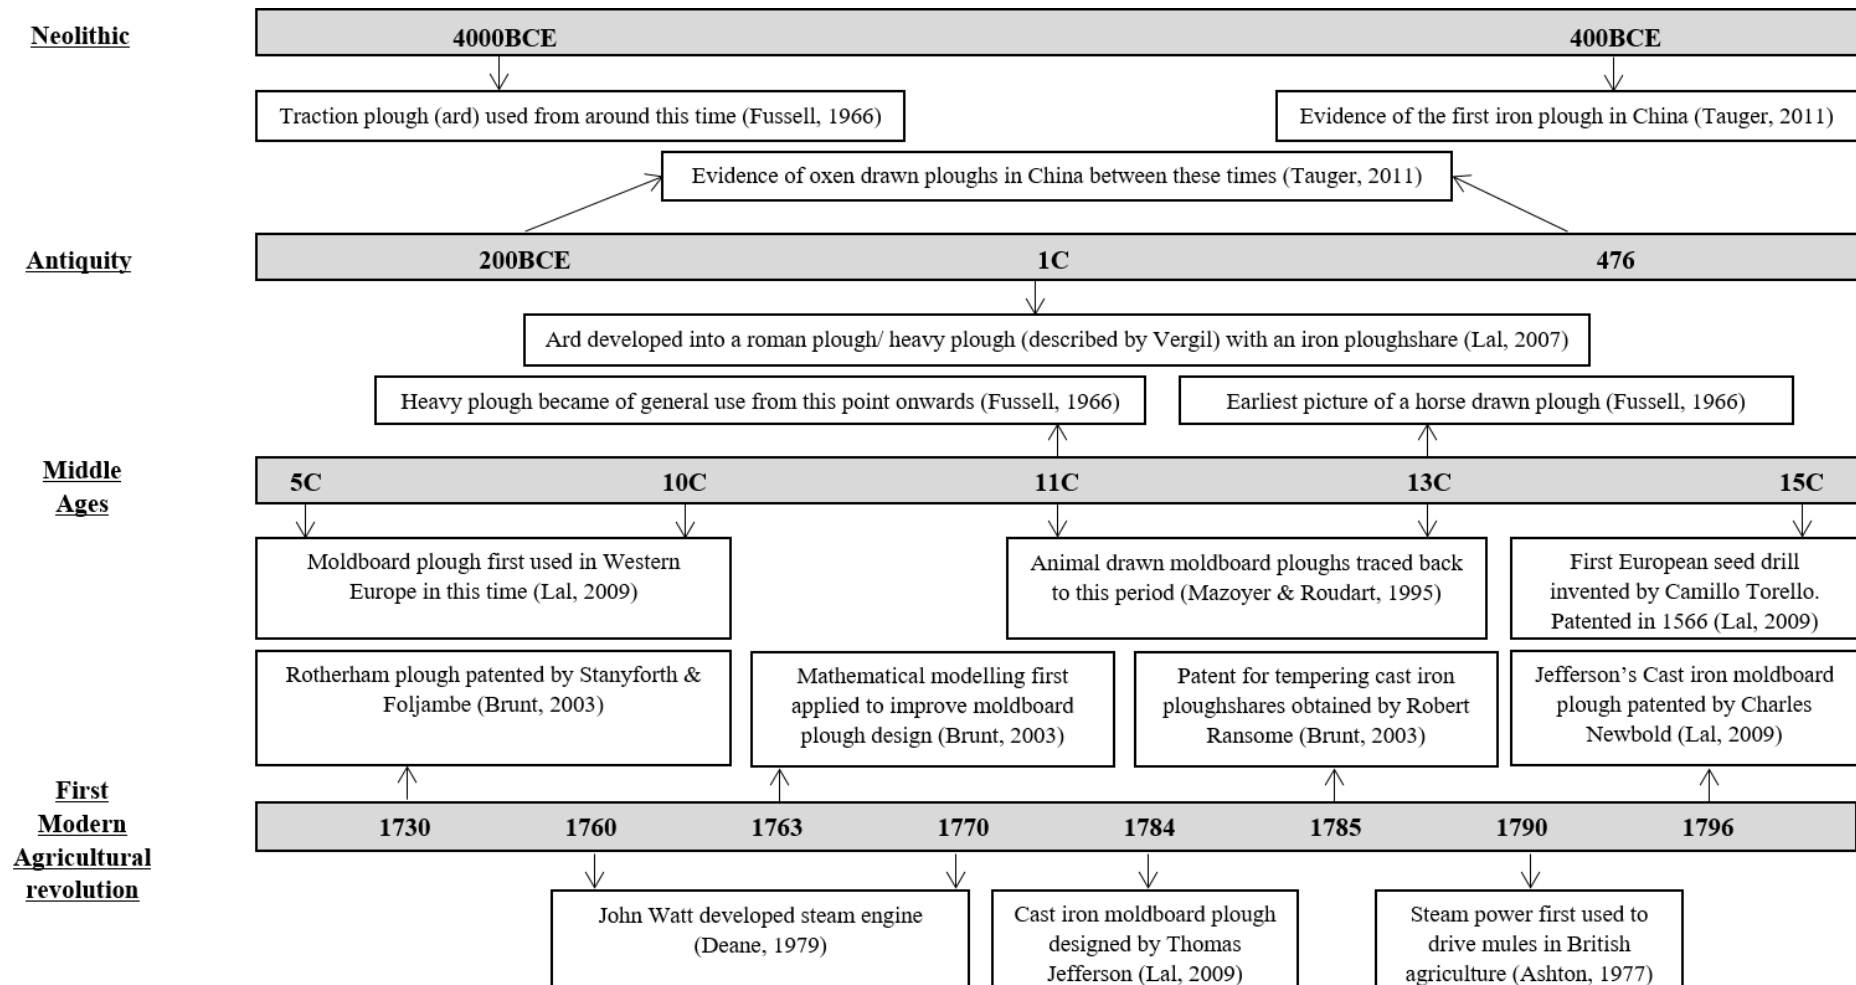 Neolithic
4000BCE
400BCE
Traction plough (ard) used from around this time (Fussell, 1966)
Evidence of the first iron plough in China (Tauger, 2011)
Evidence of oxen drawn ploughs in China between these times (Tauger, 2011)
Antiquity
200BCE
1C
476
Ard developed into a roman plough/ heavy plough (described by Vergil) with an iron ploughshare (Lal, 2007)
Heavy plough became of general use from this point onwards (Fussell, 1966)
Earliest picture of a horse drawn plough (Fussell, 1966)
Middle
Ages
5C
10C
11C
13C
15C
Moldboard plough first used in Western
Europe in this time (Lal, 2009)
Animal drawn moldboard ploughs traced back
to this period (Mazoyer & Roudart, 1995)
First European seed drill
invented by Camillo Torello.
Patented in 1566 (Lal, 2009)
Rotherham plough patented by Stanyforth &
Foljambe (Brunt, 2003)
Mathematical modelling first
applied to improve moldboard
plough design (Brunt, 2003)
Patent for tempering cast iron
ploughshares obtained by Robert
Ransome (Brunt, 2003)
Jefferson’s Cast iron moldboard
plough patented by Charles
Newbold (Lal, 2009)
First
Modern
Agricultural
revolution
1730
1760
1763
1770
1784
1785
1790
1796
John Watt developed steam engine
(Deane, 1979)
Cast iron moldboard plough
designed by Thomas
Jefferson (Lal, 2009)
Steam power first used to
drive mules in British
agriculture (Ashton, 1977)